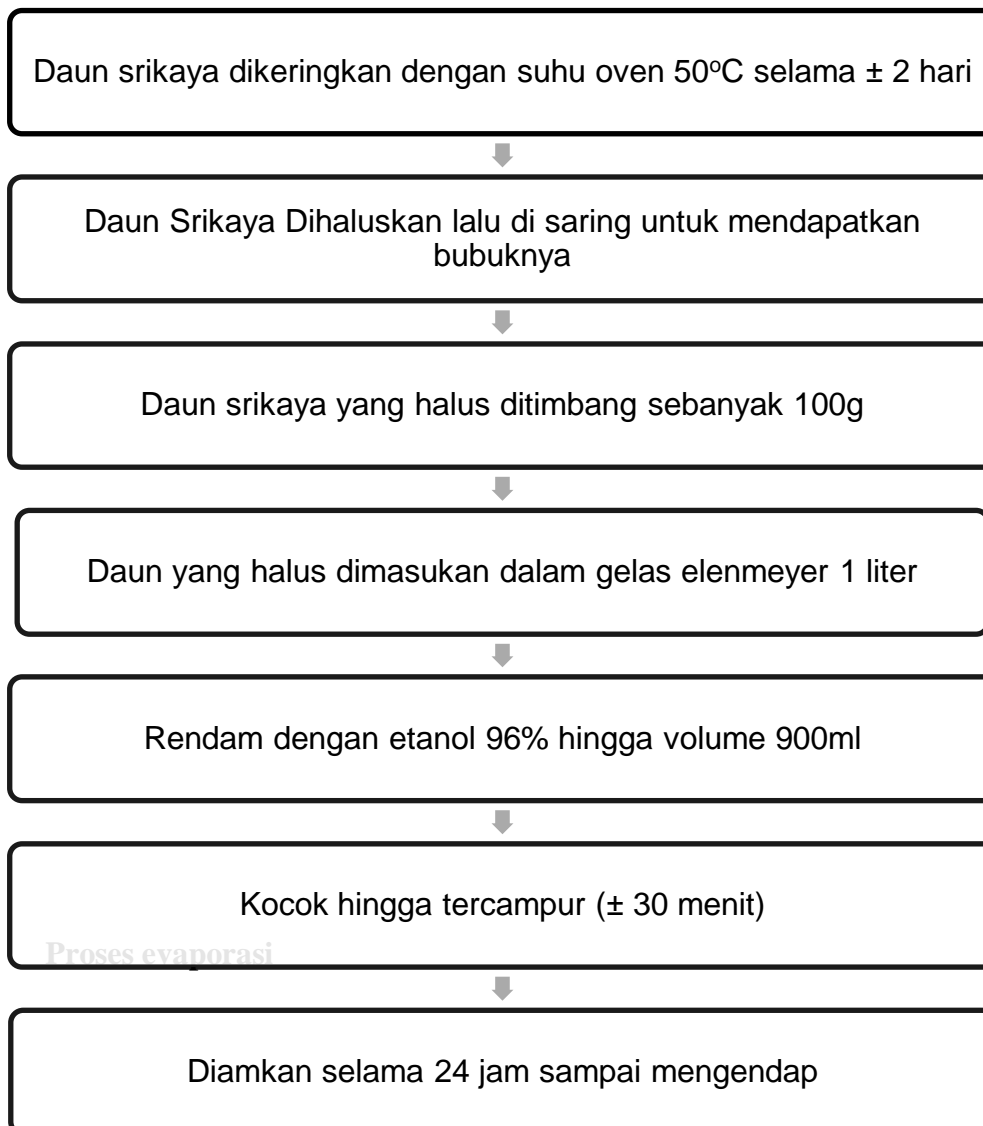 Daun srikaya dikeringkan dengan suhu oven 50°C selama ± 2 hari
Daun Srikaya Dihaluskan lalu di saring untuk mendapatkan
bubuknya
Daun srikaya yang halus ditimbang sebanyak 100g
Daun yang halus dimasukan dalam gelas elenmeyer 1 liter
Rendam dengan etanol 96% hingga volume 900ml
Kocok hingga tercampur (± 30 menit)
Proses evaporasi
Diamkan selama 24 jam sampai mengendap